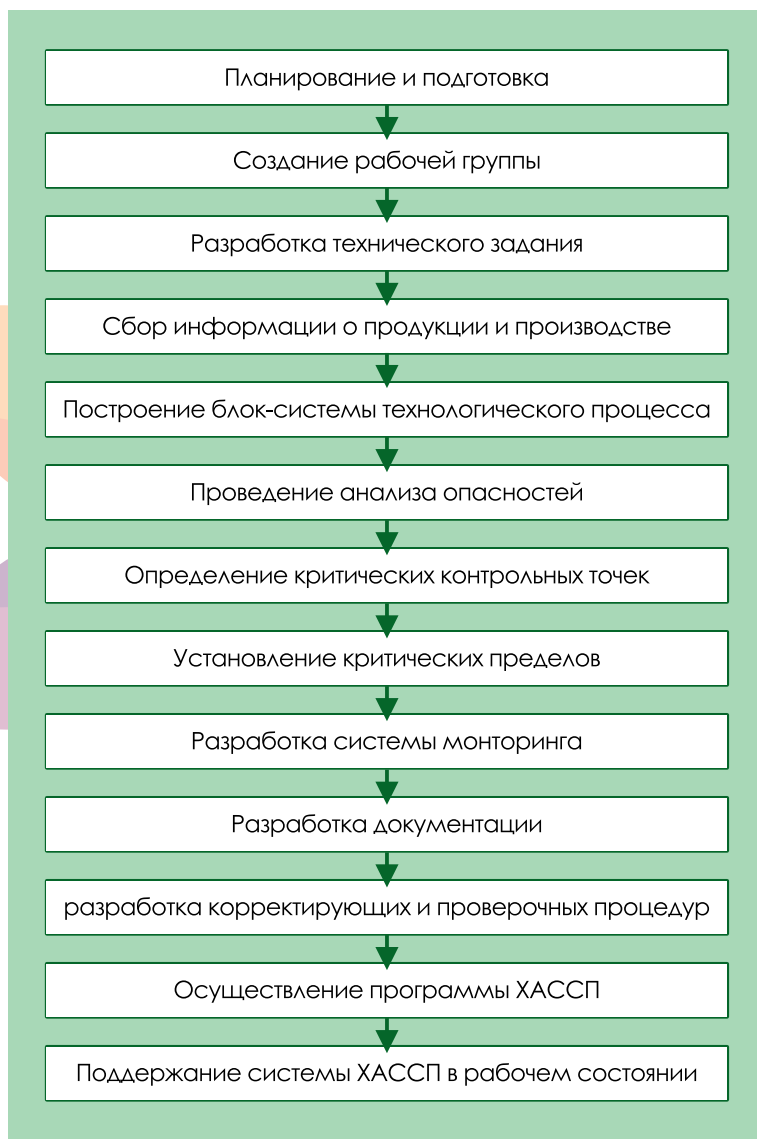 Планирование и подготовка
Создание рабочей группы
Разработка технического задания
Сбор информации о продукции и производстве
Построение блок-системы технологического процесса
Проведение анализа опасностей
Определение критических контрольных точек
Установление критических пределов
Разработка системы монторинга
Разработка документации
разработка корректирующих и проверочных процедур
Осуществление программы ХАССП
Поддержание системы ХАССП в рабочем состоянии